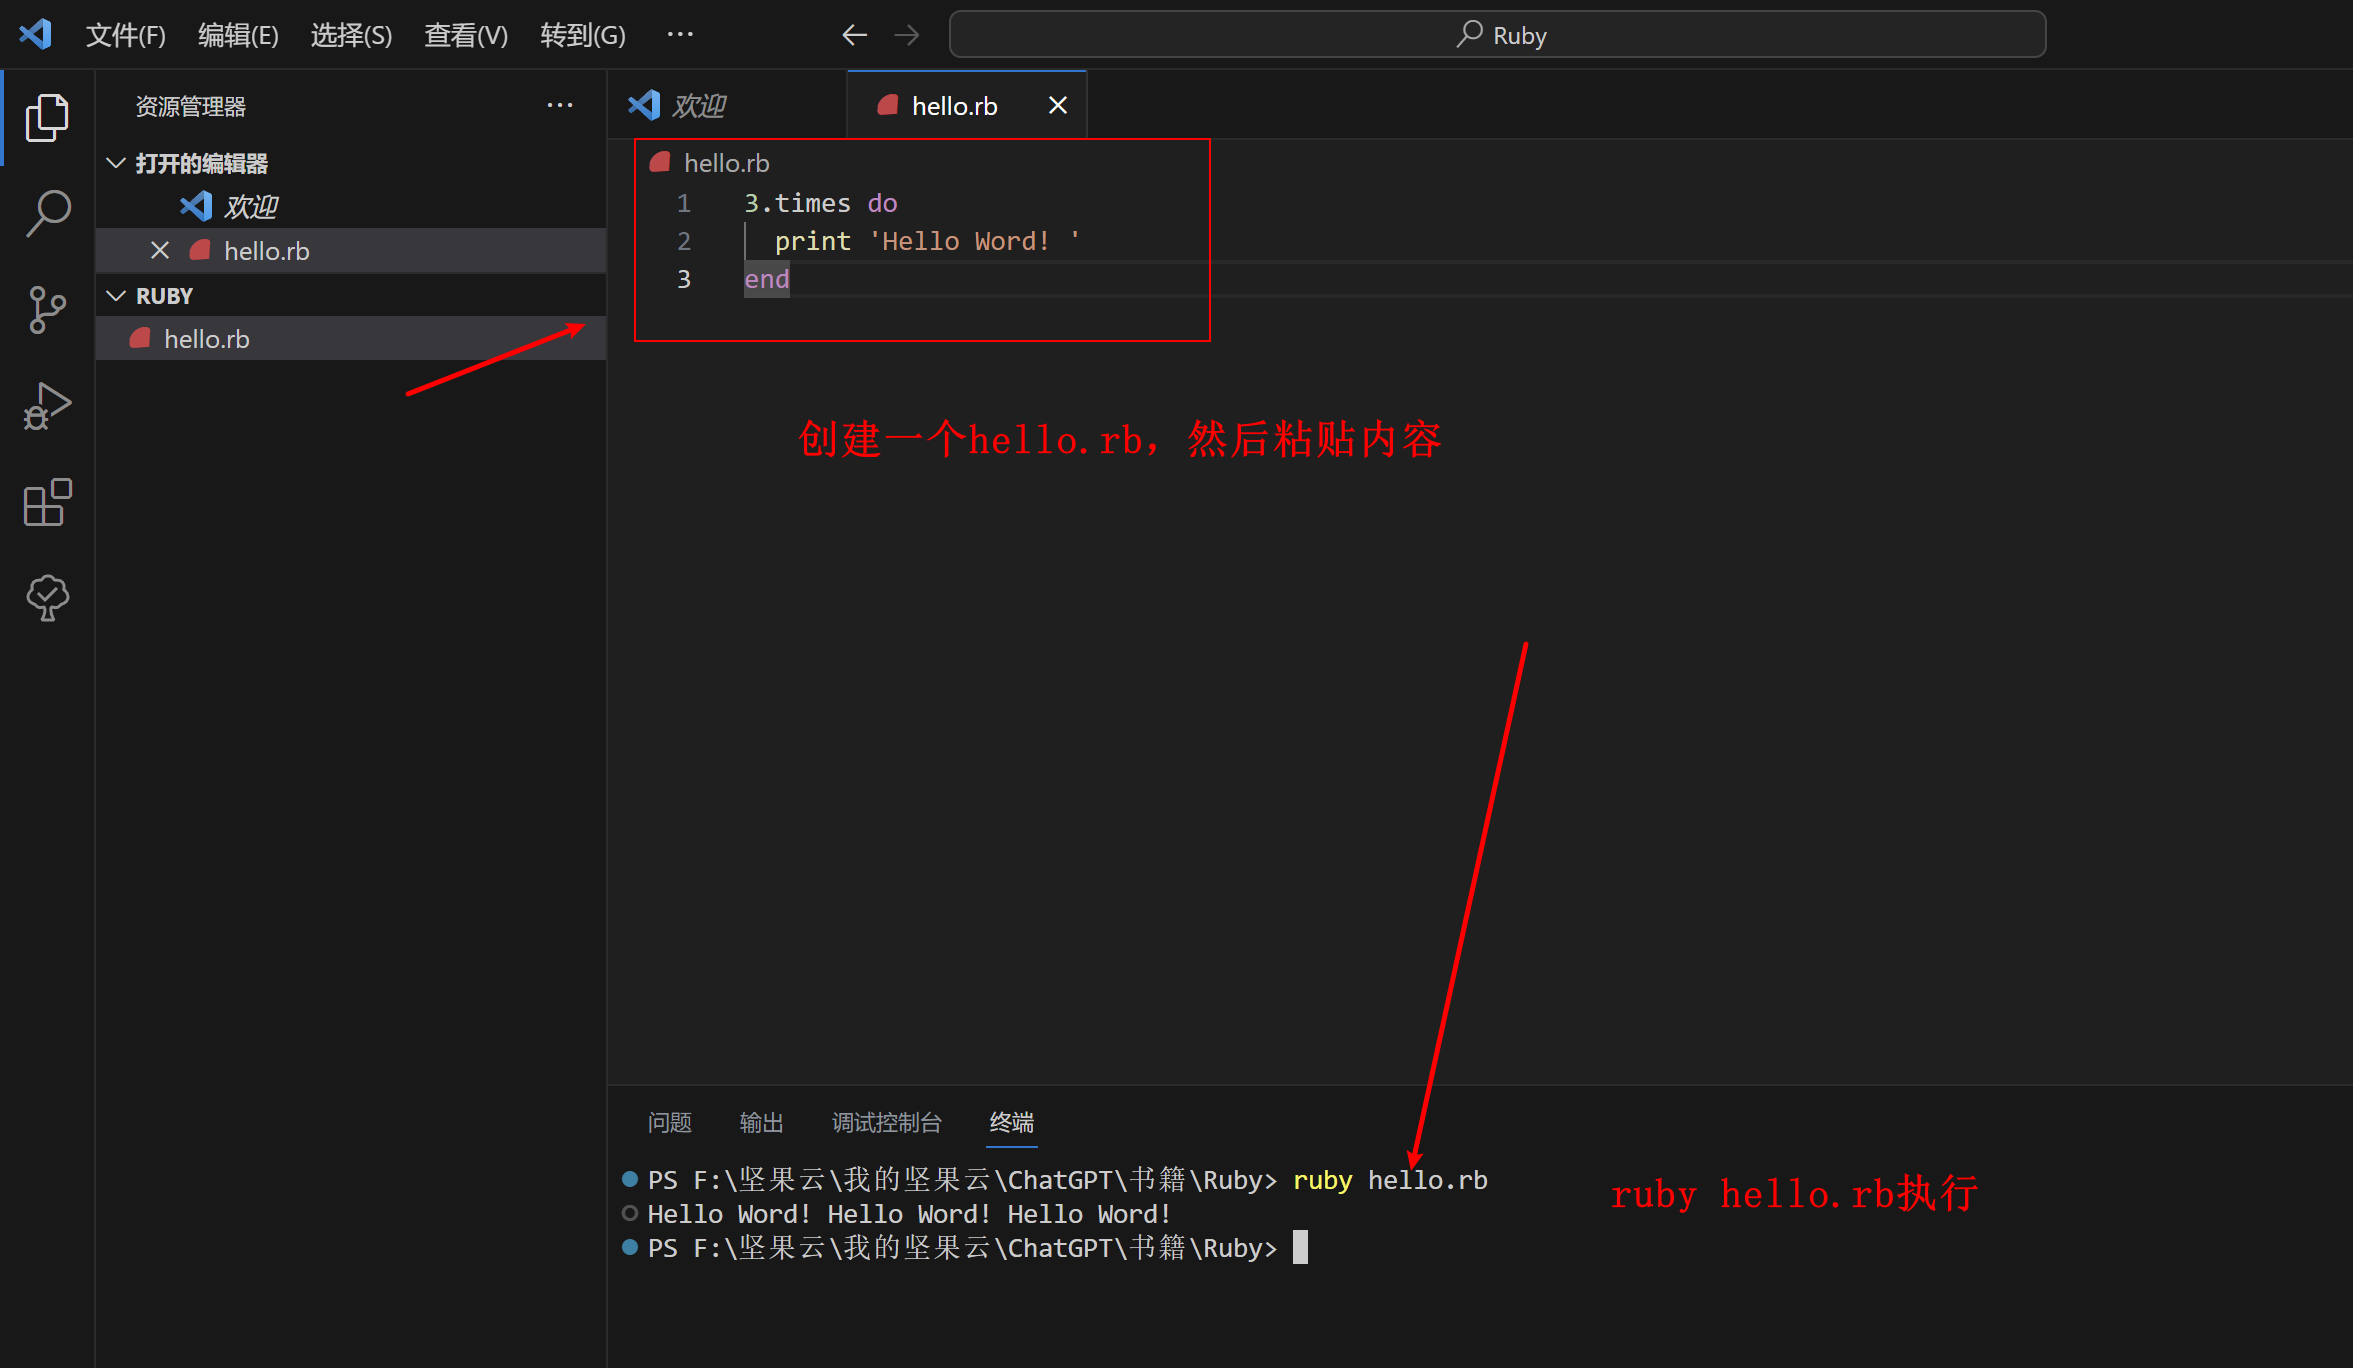 文件(F) 编辑(E) 选择(S) 查看(V) 转到(G) ··· Ruby
资源管理器 ···
打开的编辑器
欢迎
hello.rb
RUBY
hello.rb
欢迎 hello.rb
hello.rb
1 3.times do
2 print 'Hello Word! '
3 end
创建一个hello.rb，然后粘贴内容
问题 输出 调试控制台 终端
PS F:\坚果云\我的坚果云\ChatGPT\书籍\Ruby> ruby hello.rb
Hello Word! Hello Word! Hello Word!
PS F:\坚果云\我的坚果云\ChatGPT\书籍\Ruby>
ruby hello.rb执行